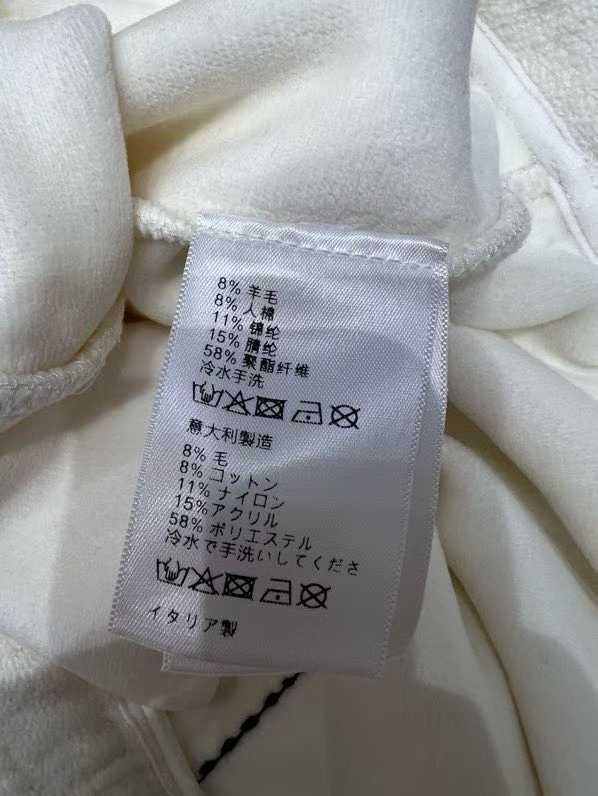 8% 羊毛
8% 人棉
11% 锦纶
15% 腈纶
58% 聚酯纤维
冷水手洗
意大利製造
8% 毛
8% コットン
11% ナイロン
15% アクリル
58% ポリエステル
冷水で手洗いしてくださ
イタリア製